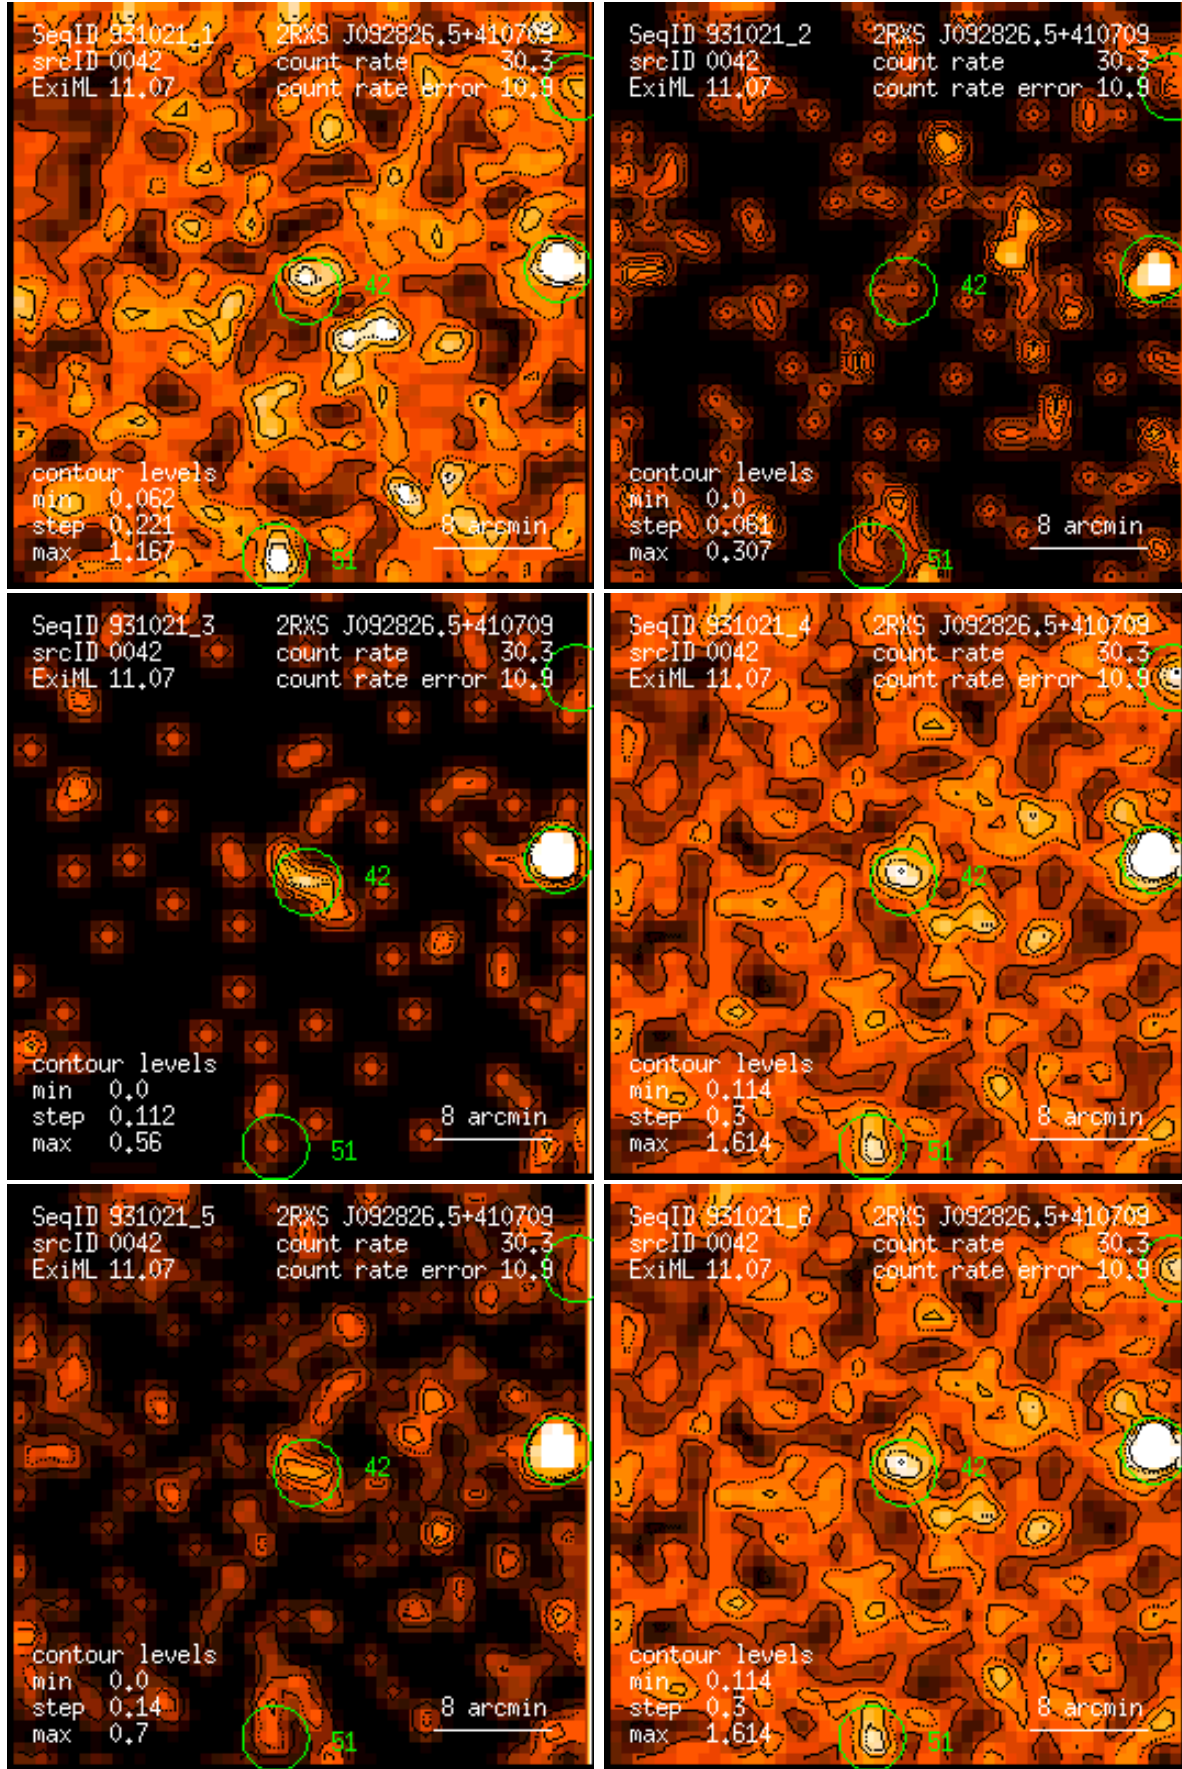 SeqID 931021_1 2RXS J092826.5+410709
srcID 0042 count rate 30.3
ExiML 11.07 count rate error 10.9
42
contour levels
min 0.062
step 0.221 8 arcmin
max 1.167 51
SeqID 931021_2 2RXS J092826.5+410709
srcID 0042 count rate 30.3
ExiML 11.07 count rate error 10.9
42
contour levels
min 0.0
step 0.061 8 arcmin
max 0.307 51
SeqID 931021_3 2RXS J092826.5+410709
srcID 0042 count rate 30.3
ExiML 11.07 count rate error 10.9
42
contour levels
min 0.0
step 0.112 8 arcmin
max 0.56 51
SeqID 931021_4 2RXS J092826.5+410709
srcID 0042 count rate 30.3
ExiML 11.07 count rate error 10.9
42
contour levels
min 0.114
step 0.3 8 arcmin
max 1.614 51
SeqID 931021_5 2RXS J092826.5+410709
srcID 0042 count rate 30.3
ExiML 11.07 count rate error 10.9
42
contour levels
min 0.0
step 0.14 8 arcmin
max 0.7 51
SeqID 931021_6 2RXS J092826.5+410709
srcID 0042 count rate 30.3
ExiML 11.07 count rate error 10.9
42
contour levels
min 0.114
step 0.3 8 arcmin
max 1.614 51